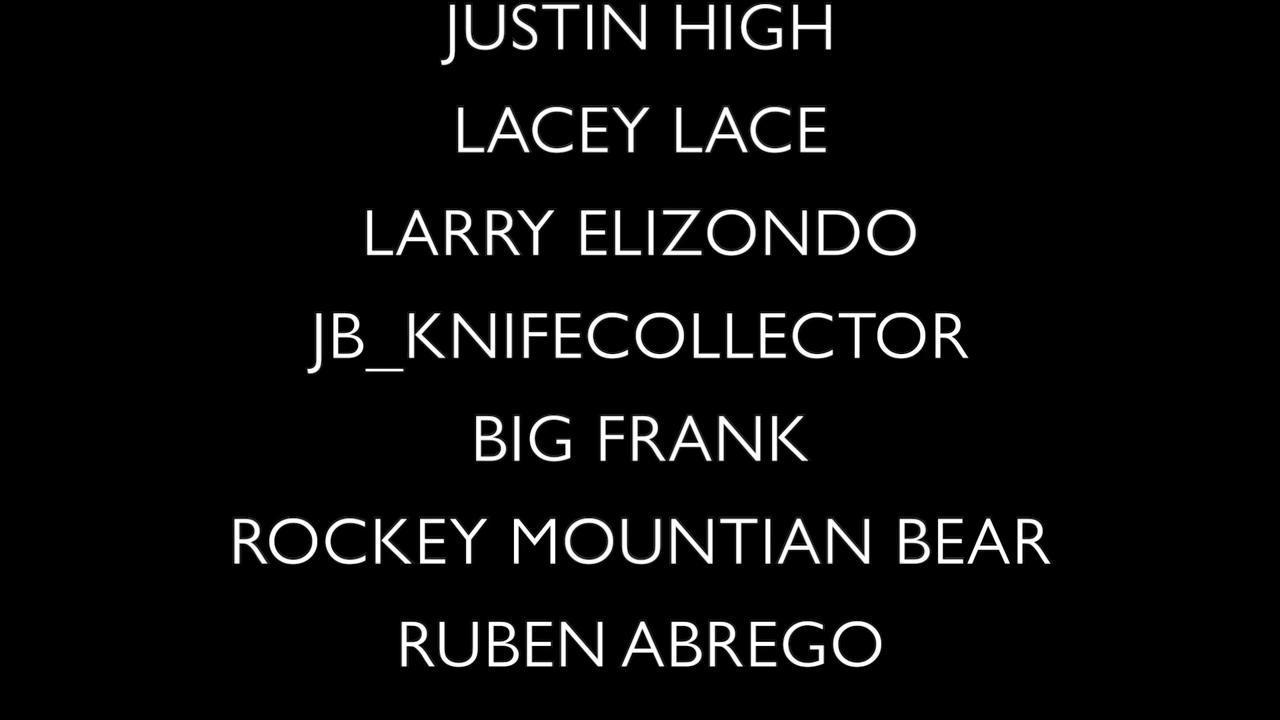 JUSTIN HIGH
LACEY LACE
LARRY ELIZONDO
JB_KNIFECOLLECTOR
BIG FRANK
ROCKEY MOUNTIAN BEAR
RUBEN ABREGO